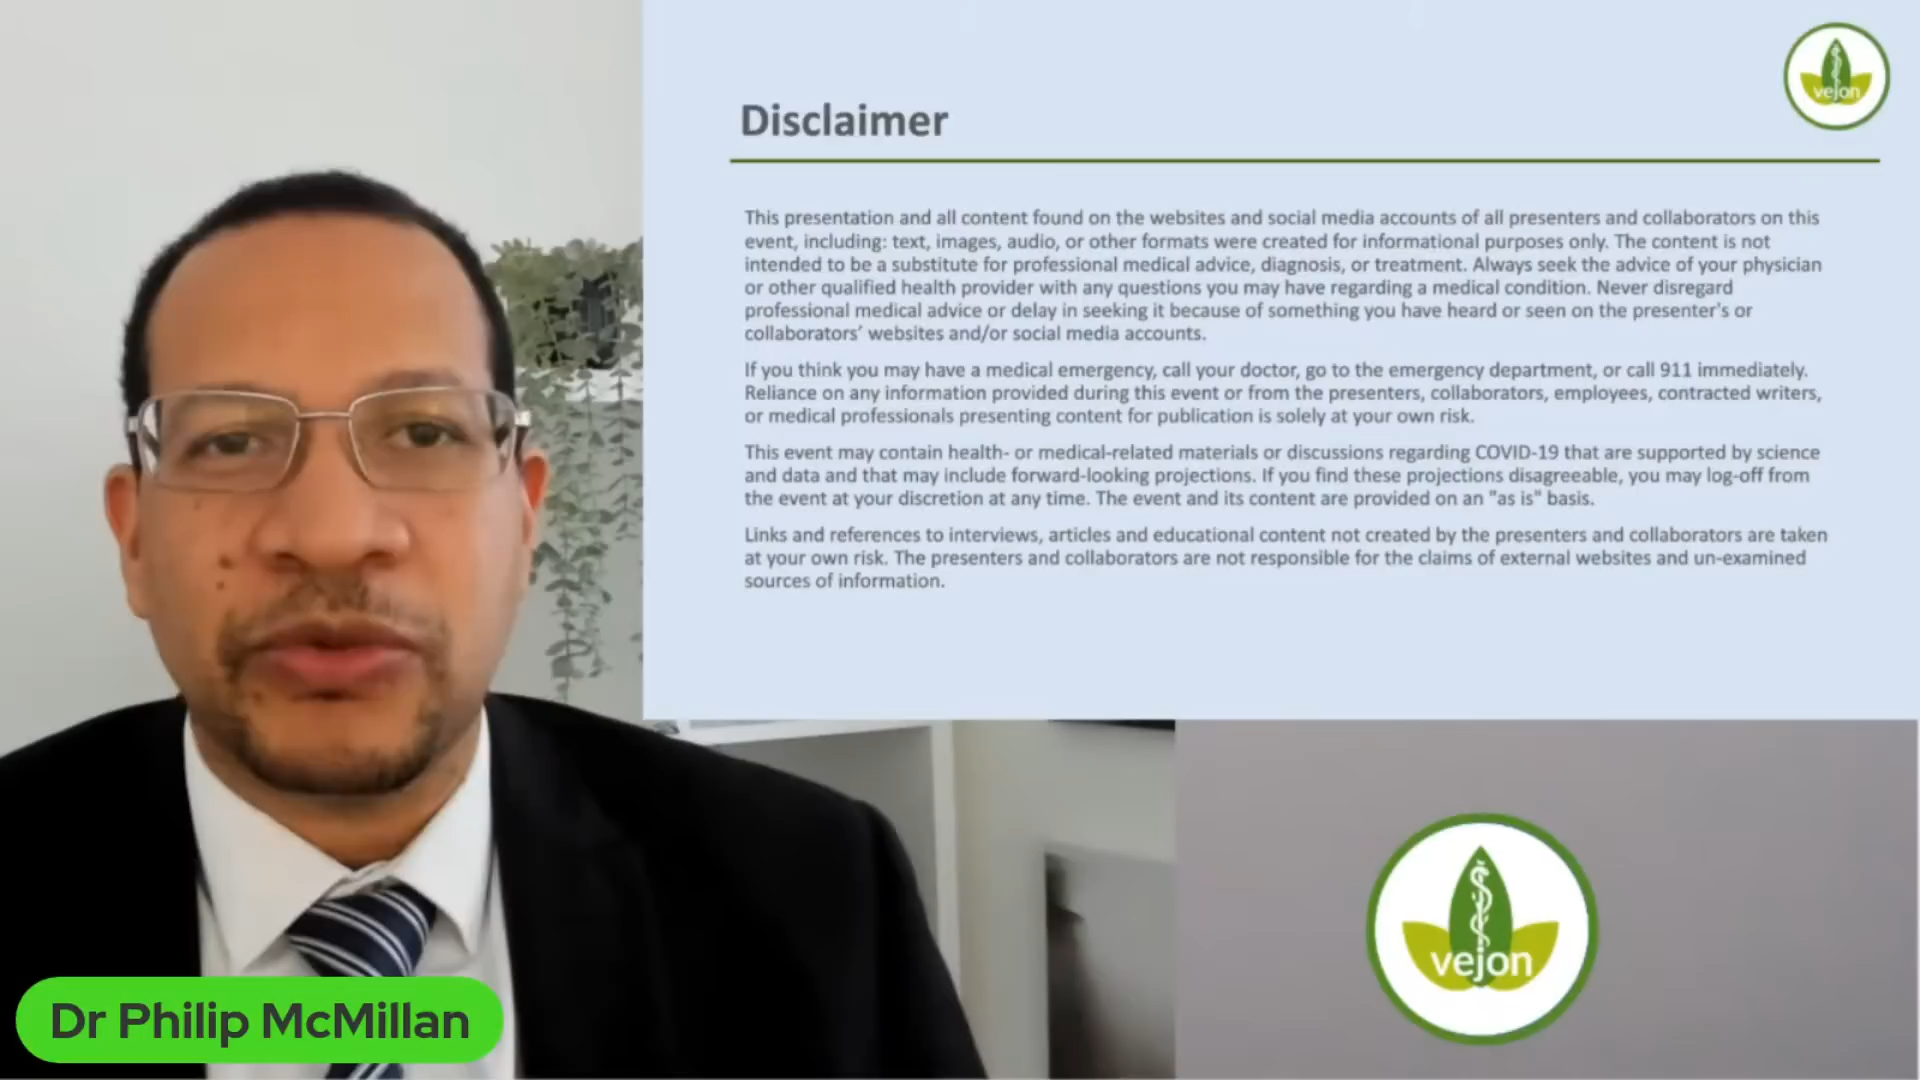 vejon
Disclaimer
This presentation and all content found on the websites and social media accounts of all presenters and collaborators on this
event, including: text, images, audio, or other formats were created for informational purposes only. The content is not
intended to be a substitute for professional medical advice, diagnosis, or treatment. Always seek the advice of your physician
or other qualified health provider with any questions you may have regarding a medical condition. Never disregard
professional medical advice or delay in seeking it because of something you have heard or seen on the presenter's or
collaborators' websites and/or social media accounts.
If you think you may have a medical emergency, call your doctor, go to the emergency department, or call 911 immediately.
Reliance on any information provided during this event or from the presenters, collaborators, employees, contracted writers,
or medical professionals presenting content for publication is solely at your own risk.
This event may contain health- or medical-related materials or discussions regarding COVID-19 that are supported by science
and data and that may include forward-looking projections. If you find these projections disagreeable, you may log-off from
the event at your discretion at any time. The event and its content are provided on an "as is" basis.
Links and references to interviews, articles and educational content not created by the presenters and collaborators are taken
at your own risk. The presenters and collaborators are not responsible for the claims of external websites and un-examined
sources of information.
vejon
Dr Philip McMillan